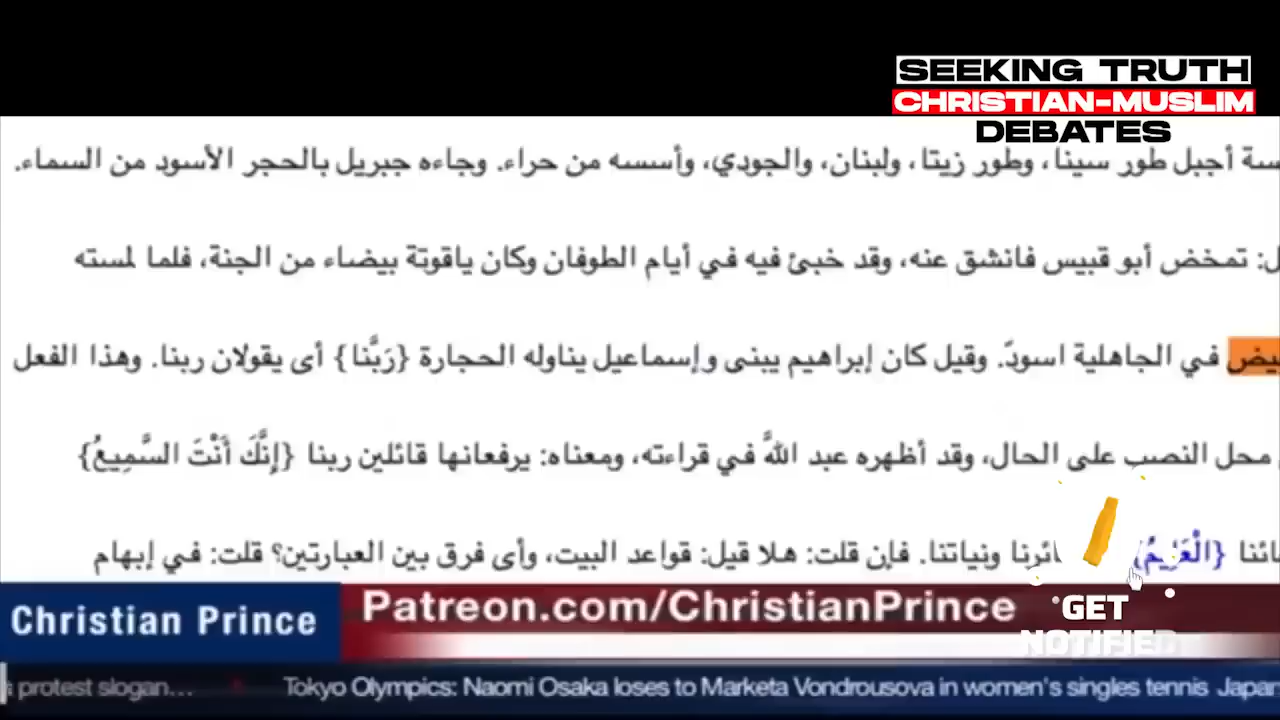 SEEKING TRUTH
CHRISTIAN-MUSLIM
DEBATES
أجبل طور سينا، وطور زيتا، ولبنان، والجودي، وأسسه من حراء. وجاءه جبريل بالحجر الأسود من السماء.
تمخض أبو قبيس فانشق عنه، وقد خبئ فيه في أيام الطوفان وكان ياقوتة بيضاء من الجنة، فلما لمسته
في الجاهلية اسودّ. وقيل كان إبراهيم يبنى وإسماعيل يناوله الحجارة {رَبَّنا} أى يقولان ربنا. وهذا الفعل
محل النصب على الحال، وقد أظهره عبد اللَّه في قراءته، ومعناه: يرفعانها قائلين ربنا {إِنَّكَ أَنْتَ السَّمِيعُ}
ونياتنا. فإن قلت: هلا قيل: قواعد البيت، وأى فرق بين العبارتين؟ قلت: في إبهام
Christian Prince
Patreon.com/ChristianPrince
GET
NOTIFIED
protest slogan... Tokyo Olympics: Naomi Osaka loses to Marketa Vondrousova in women's singles tennis Japan